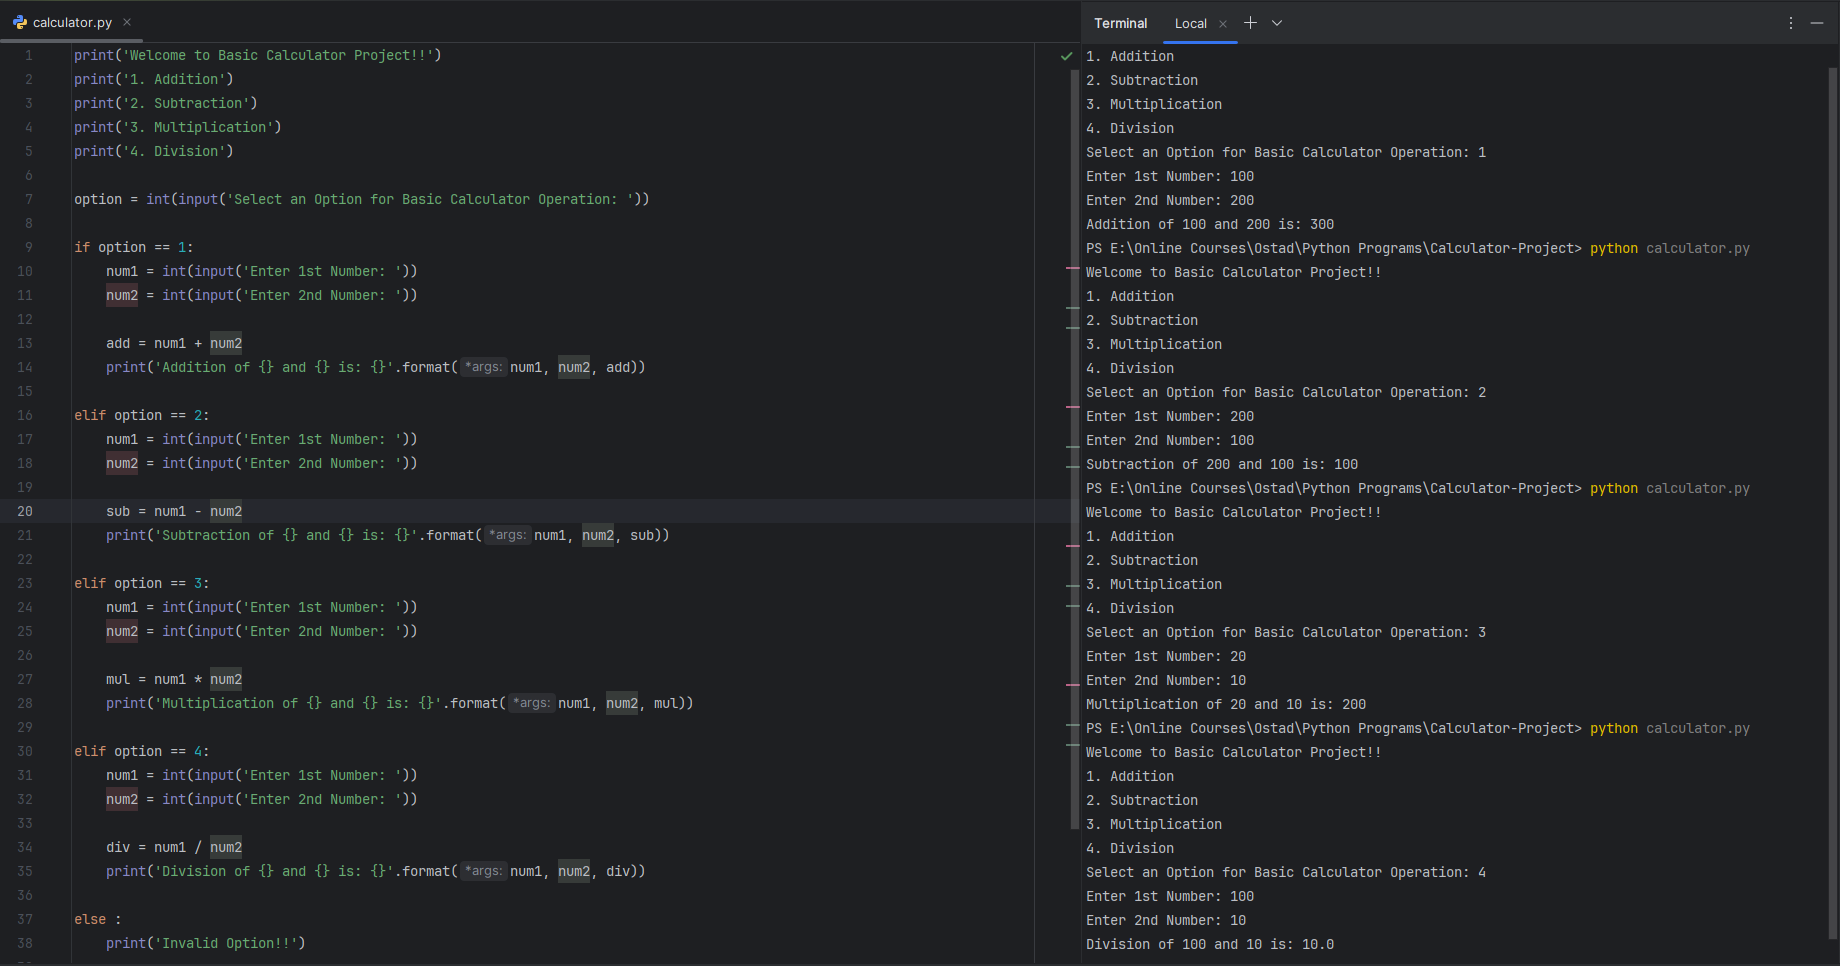 calculator.py
1 print('Welcome to Basic Calculator Project!!')
2 print('1. Addition')
3 print('2. Subtraction')
4 print('3. Multiplication')
5 print('4. Division')
6
7 option = int(input('Select an Option for Basic Calculator Operation: '))
8
9 if option == 1:
10     num1 = int(input('Enter 1st Number: '))
11     num2 = int(input('Enter 2nd Number: '))
12
13     add = num1 + num2
14     print('Addition of {} and {} is: {}'.format( *args: num1, num2, add))
15
16 elif option == 2:
17     num1 = int(input('Enter 1st Number: '))
18     num2 = int(input('Enter 2nd Number: '))
19
20     sub = num1 - num2
21     print('Subtraction of {} and {} is: {}'.format( *args: num1, num2, sub))
22
23 elif option == 3:
24     num1 = int(input('Enter 1st Number: '))
25     num2 = int(input('Enter 2nd Number: '))
26
27     mul = num1 * num2
28     print('Multiplication of {} and {} is: {}'.format( *args: num1, num2, mul))
29
30 elif option == 4:
31     num1 = int(input('Enter 1st Number: '))
32     num2 = int(input('Enter 2nd Number: '))
33
34     div = num1 / num2
35     print('Division of {} and {} is: {}'.format( *args: num1, num2, div))
36
37 else :
38     print('Invalid Option!!')
Terminal Local
1. Addition
2. Subtraction
3. Multiplication
4. Division
Select an Option for Basic Calculator Operation: 1
Enter 1st Number: 100
Enter 2nd Number: 200
Addition of 100 and 200 is: 300
PS E:\Online Courses\Ostad\Python Programs\Calculator-Project> python calculator.py
Welcome to Basic Calculator Project!!
1. Addition
2. Subtraction
3. Multiplication
4. Division
Select an Option for Basic Calculator Operation: 2
Enter 1st Number: 200
Enter 2nd Number: 100
Subtraction of 200 and 100 is: 100
PS E:\Online Courses\Ostad\Python Programs\Calculator-Project> python calculator.py
Welcome to Basic Calculator Project!!
1. Addition
2. Subtraction
3. Multiplication
4. Division
Select an Option for Basic Calculator Operation: 3
Enter 1st Number: 20
Enter 2nd Number: 10
Multiplication of 20 and 10 is: 200
PS E:\Online Courses\Ostad\Python Programs\Calculator-Project> python calculator.py
Welcome to Basic Calculator Project!!
1. Addition
2. Subtraction
3. Multiplication
4. Division
Select an Option for Basic Calculator Operation: 4
Enter 1st Number: 100
Enter 2nd Number: 10
Division of 100 and 10 is: 10.0